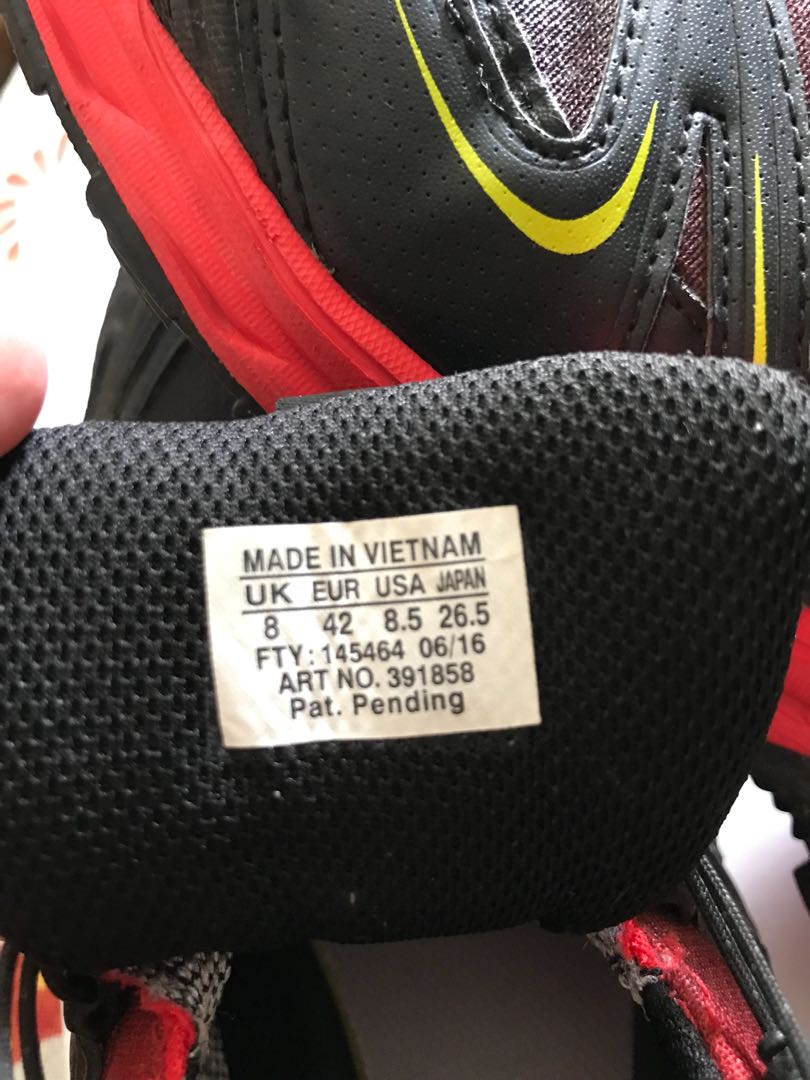 MADE IN VIETNAM
UK EUR USA JAPAN
8 42 8.5 26.5
FTY: 145464 06/16
ART NO. 391858
Pat. Pending